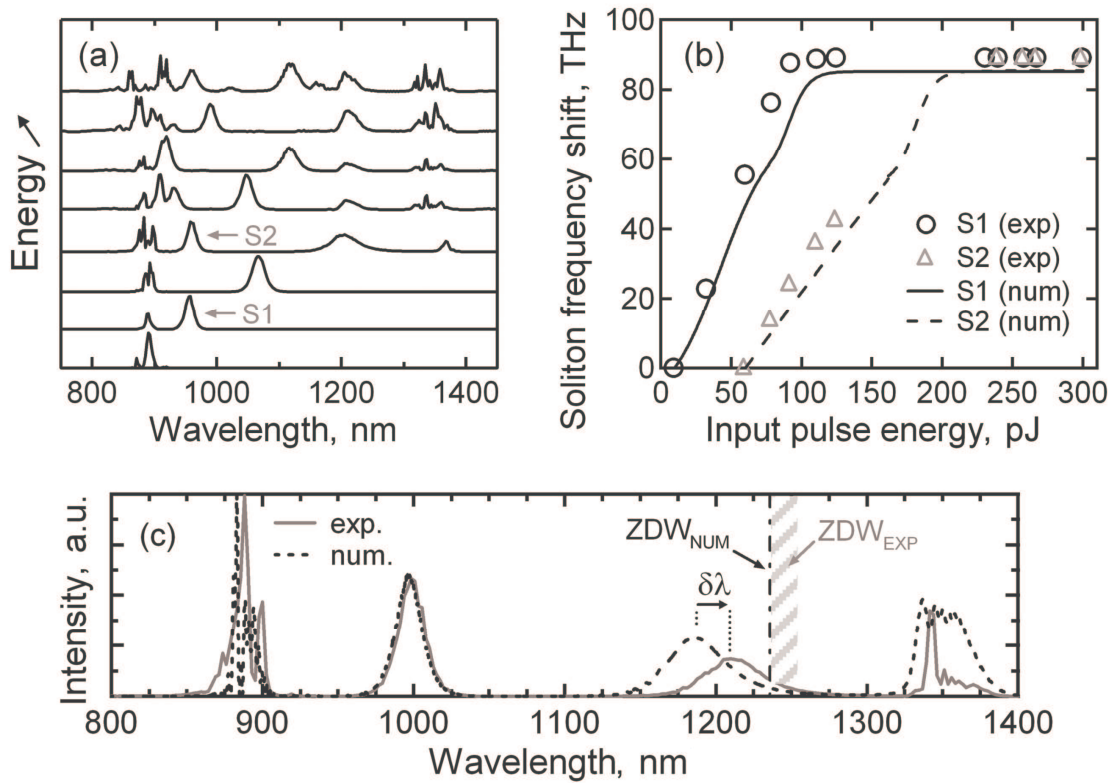 (a)
Energy
S2
S1
800 1000 1200 1400
Wavelength, nm
(b)
Soliton frequency shift, THz
100
80
60
40
20
0
S1 (exp)
S2 (exp)
S1 (num)
S2 (num)
0 50 100 150 200 250 300
Input pulse energy, pJ
(c)
Intensity, a.u.
exp.
num.
ZDWNUM
ZDWEXP
δλ
800 900 1000 1100 1200 1300 1400
Wavelength, nm